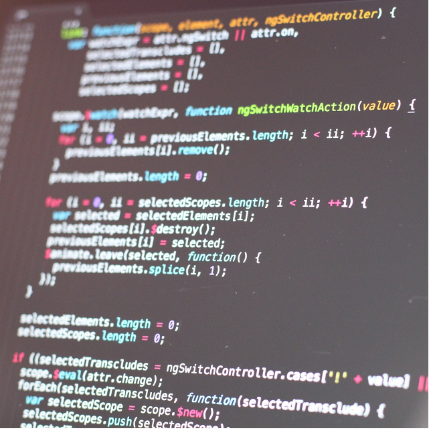 link: function(scope, element, attr, ngSwitchController) {
var watchExpr = attr.ngSwitch || attr.on,
selectedTranscludes = [],
selectedElements = [],
previousElements = [],
selectedScopes = [];
scope.$watch(watchExpr, function ngSwitchWatchAction(value) {
var i, ii;
for (i = 0, ii = previousElements.length; i < ii; ++i) {
previousElements[i].remove();
}
previousElements.length = 0;
for (i = 0, ii = selectedScopes.length; i < ii; ++i) {
var selected = selectedElements[i];
selectedScopes[i].$destroy();
previousElements[i] = selected;
$animate.leave(selected, function() {
previousElements.splice(i, 1);
});
}
selectedElements.length = 0;
selectedScopes.length = 0;
if ((selectedTranscludes = ngSwitchController.cases['!' + value] ||
scope.$eval(attr.change);
forEach(selectedTranscludes, function(selectedTransclude) {
var selectedScope = scope.$new();
selectedScopes.push(selectedScope);